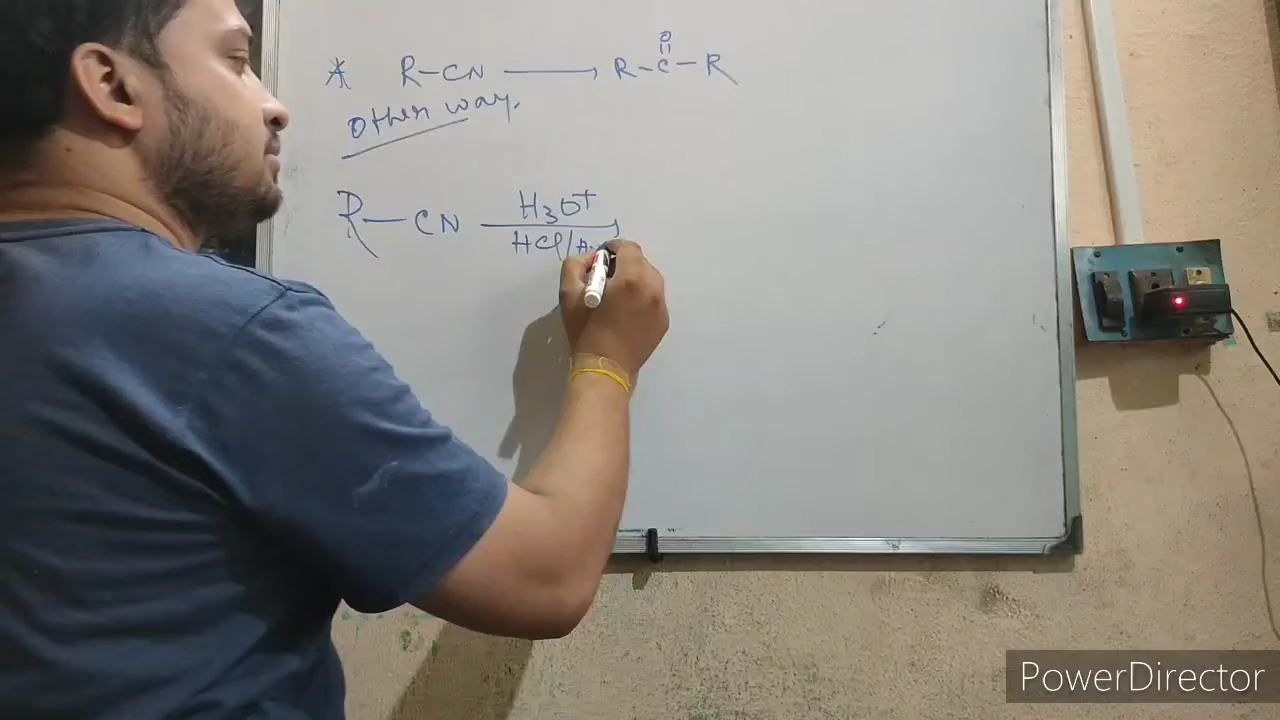 O
||
* R-CN ⟶ R-C-R
Other way.
H3O+
R-CN ⟶
HCl/
PowerDirector